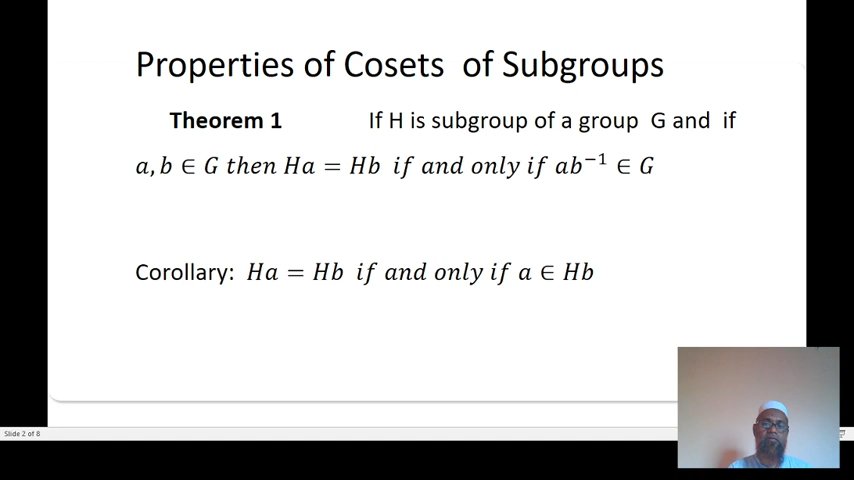 Properties of Cosets of Subgroups
Theorem 1 If H is subgroup of a group G and if
a, b ∈ G then Ha = Hb if and only if ab⁻¹ ∈ G
Corollary: Ha = Hb if and only if a ∈ Hb
Slide 2 of 8